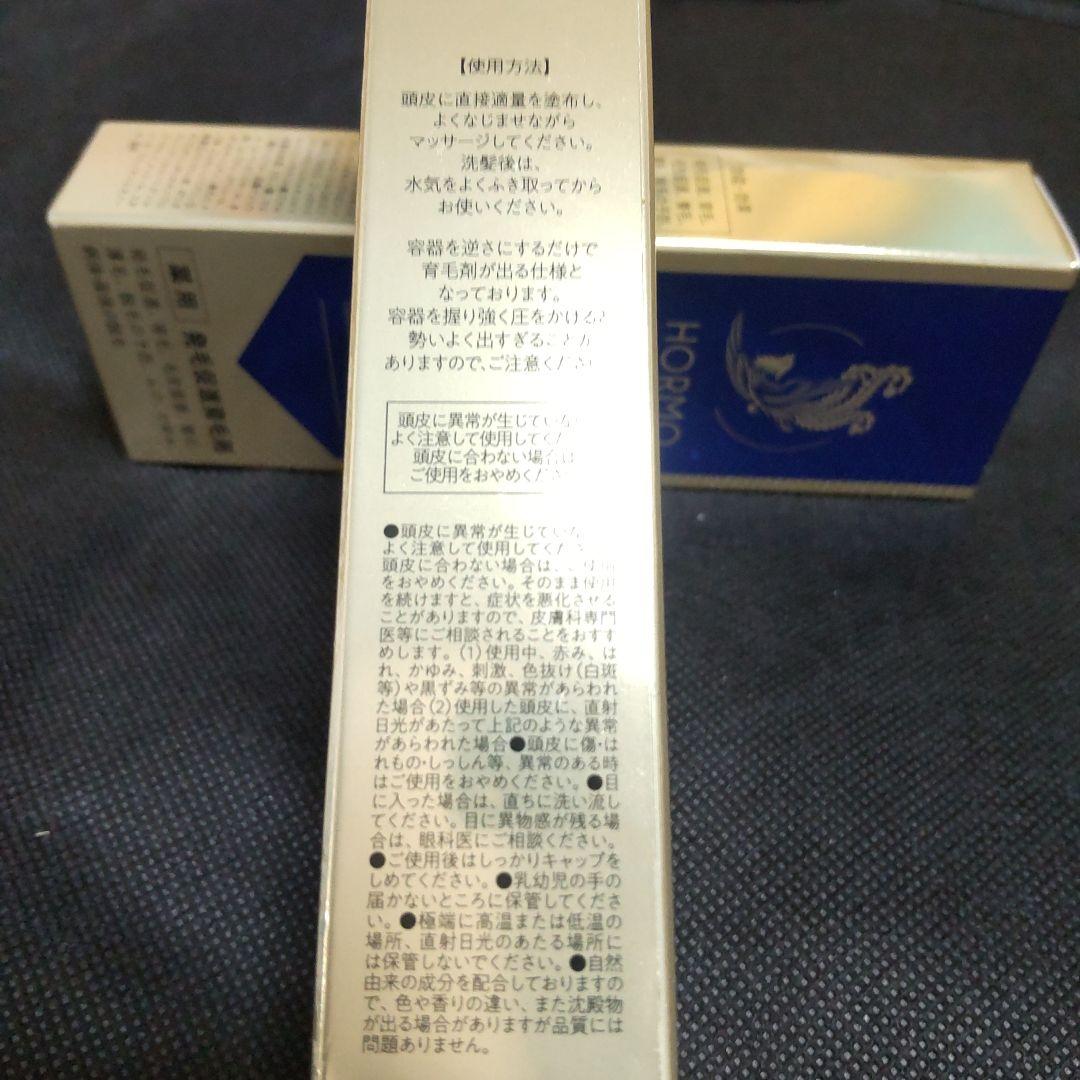 【使用方法】
頭皮に直接適量を塗布し、
よくなじませながら
マッサージしてください。
洗髪後は、
水気をよくふき取ってから
お使いください。
容器を逆さにするだけで
育毛剤が出る仕様と
なっております。
容器を握り強く圧をかけると
勢いよく出すぎることが
ありますので、ご注意くださ
頭皮に異常が生じていな
よく注意して使用してくだ
頭皮に合わない場合は
ご使用をおやめくださ
●頭皮に異常が生じていな
よく注意して使用してくださ
頭皮に合わない場合は、ご使用
をおやめください。そのまま使用
を続けますと、症状を悪化させる
ことがありますので、皮膚科専門
医等にご相談されることをおすす
めします。(1)使用中、赤み、は
れ、かゆみ、刺激、色抜け(白斑
等)や黒ずみ等の異常があらわれ
た場合(2)使用した頭皮に、直射
日光があたって上記のような異常
があらわれた場合●頭皮に傷・は
れもの・しっしん等、異常のある時
はご使用をおやめください。●目
に入った場合は、直ちに洗い流し
てください。目に異物感が残る場
合は、眼科医にご相談ください。
●ご使用後はしっかりキャップを
しめてください。●乳幼児の手の
届かないところに保管してくださ
い。●極端に高温または低温の
場所、直射日光のあたる場所に
は保管しないでください。●自然
由来の成分を配合しておりますの
で、色や香りの違い、また沈殿物
が出る場合がありますが品質には
問題ありません。
HORMO
薬用 発毛促進育毛剤